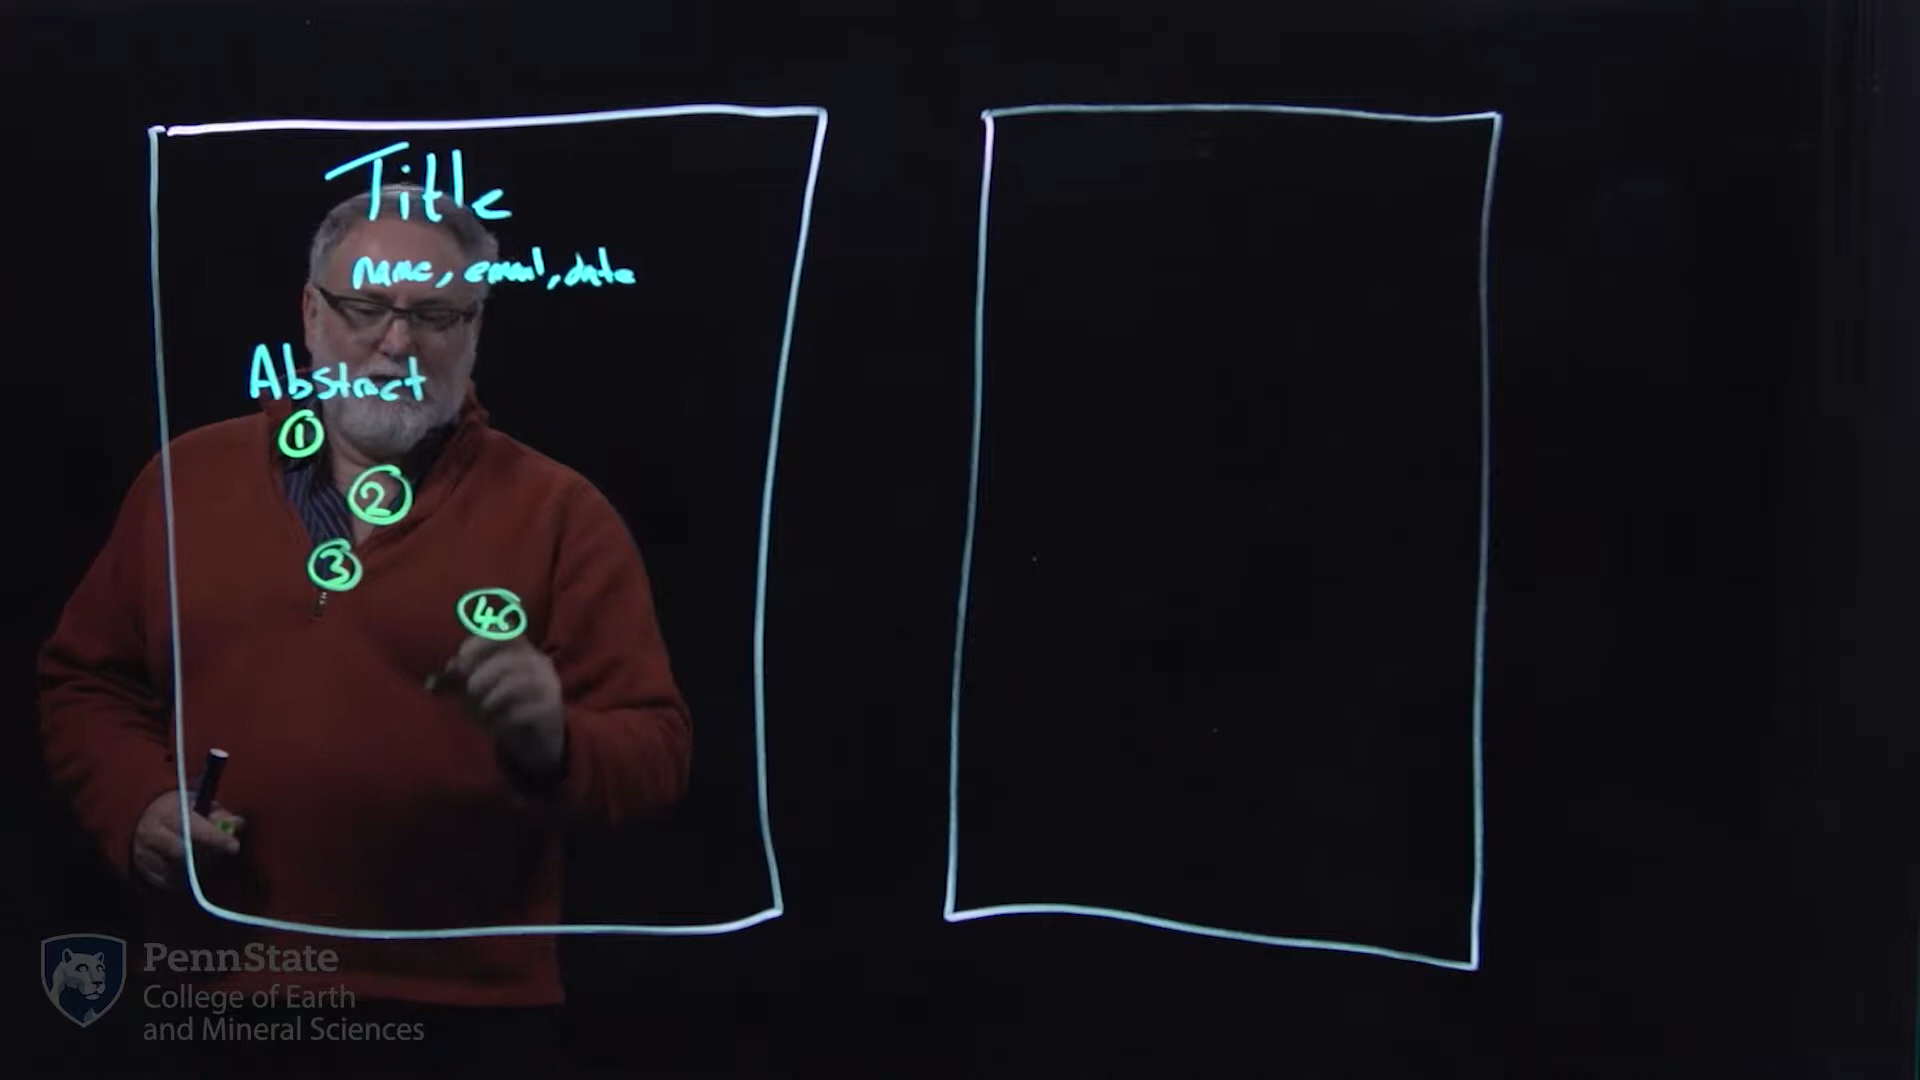 Title
name, email, date
Abstract
1
2
3
46
PennState
College of Earth
and Mineral Sciences